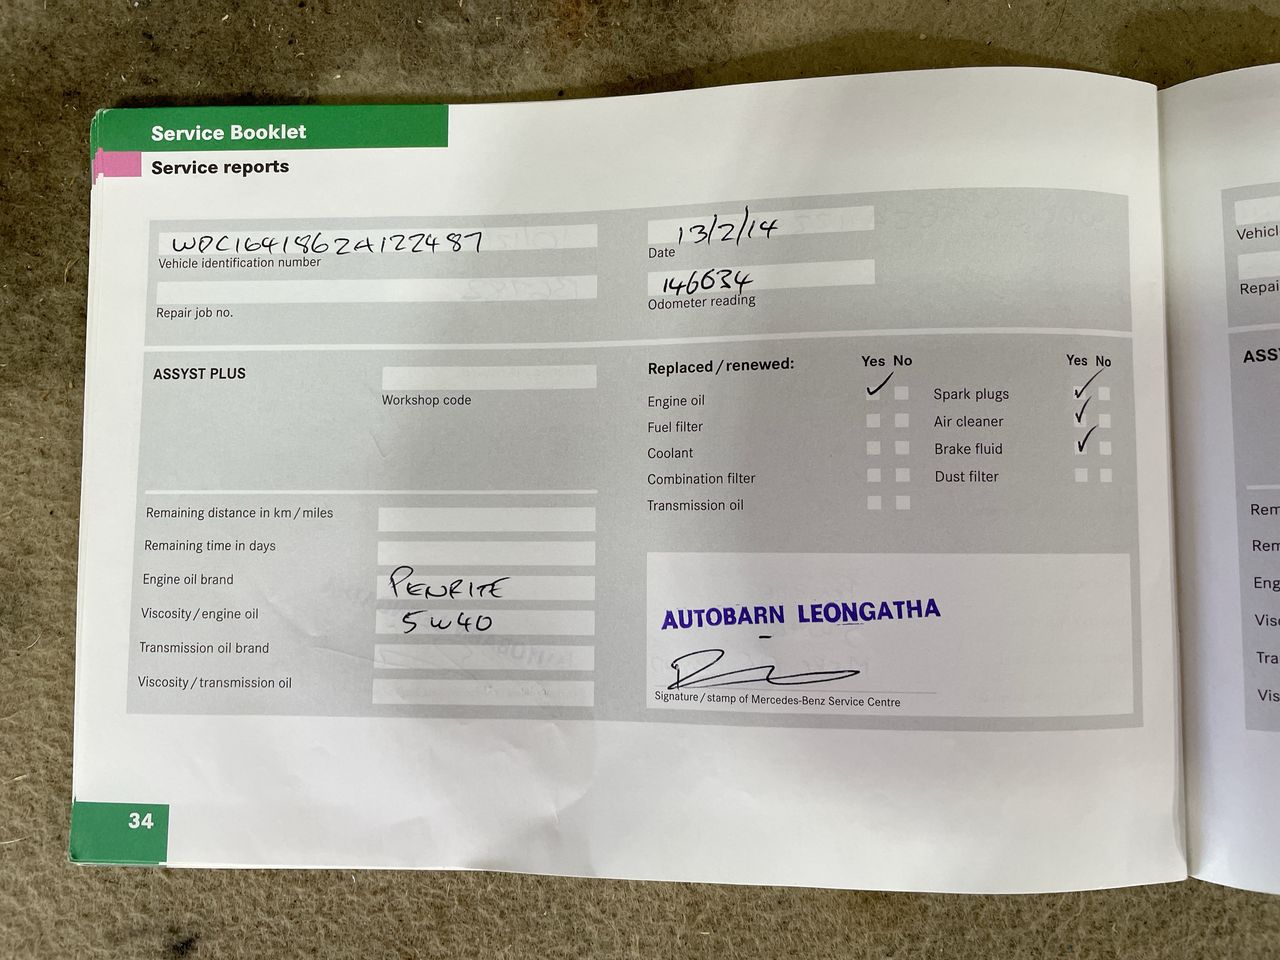 Service Booklet
Service reports
WDC1641862A122487
Vehicle identification number
Repair job no.
13/2/14
Date
146634
Odometer reading
ASSYST PLUS
Workshop code
Replaced / renewed:
Yes No
Yes No
Engine oil
Spark plugs
Fuel filter
Air cleaner
Coolant
Brake fluid
Combination filter
Dust filter
Transmission oil
Remaining distance in km / miles
Remaining time in days
Engine oil brand
PENRITE
Viscosity / engine oil
5W40
Transmission oil brand
Viscosity / transmission oil
AUTOBARN LEONGATHA
Signature / stamp of Mercedes-Benz Service Centre
34
Vehicl
Repai
ASS
Rem
Rem
Eng
Visc
Tra
Vis